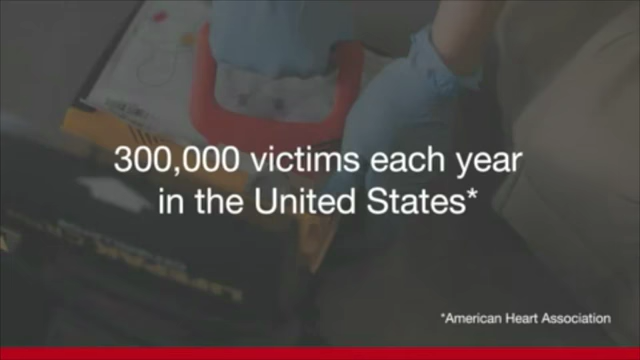 300,000 victims each year
in the United States*
*American Heart Association